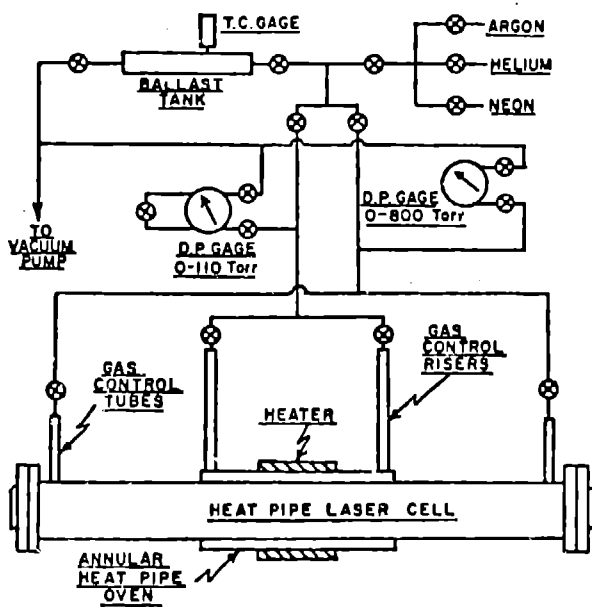 T.C. GAGE
ARGON
HELIUM
NEON
BALLAST
TANK
D.P. GAGE
0-800 Torr
TO
VACUUM
PUMP
D.P. GAGE
0-110 Torr
GAS
CONTROL
TUBES
GAS
CONTROL
RISERS
HEATER
HEAT PIPE LASER CELL
ANNULAR
HEAT PIPE
OVEN